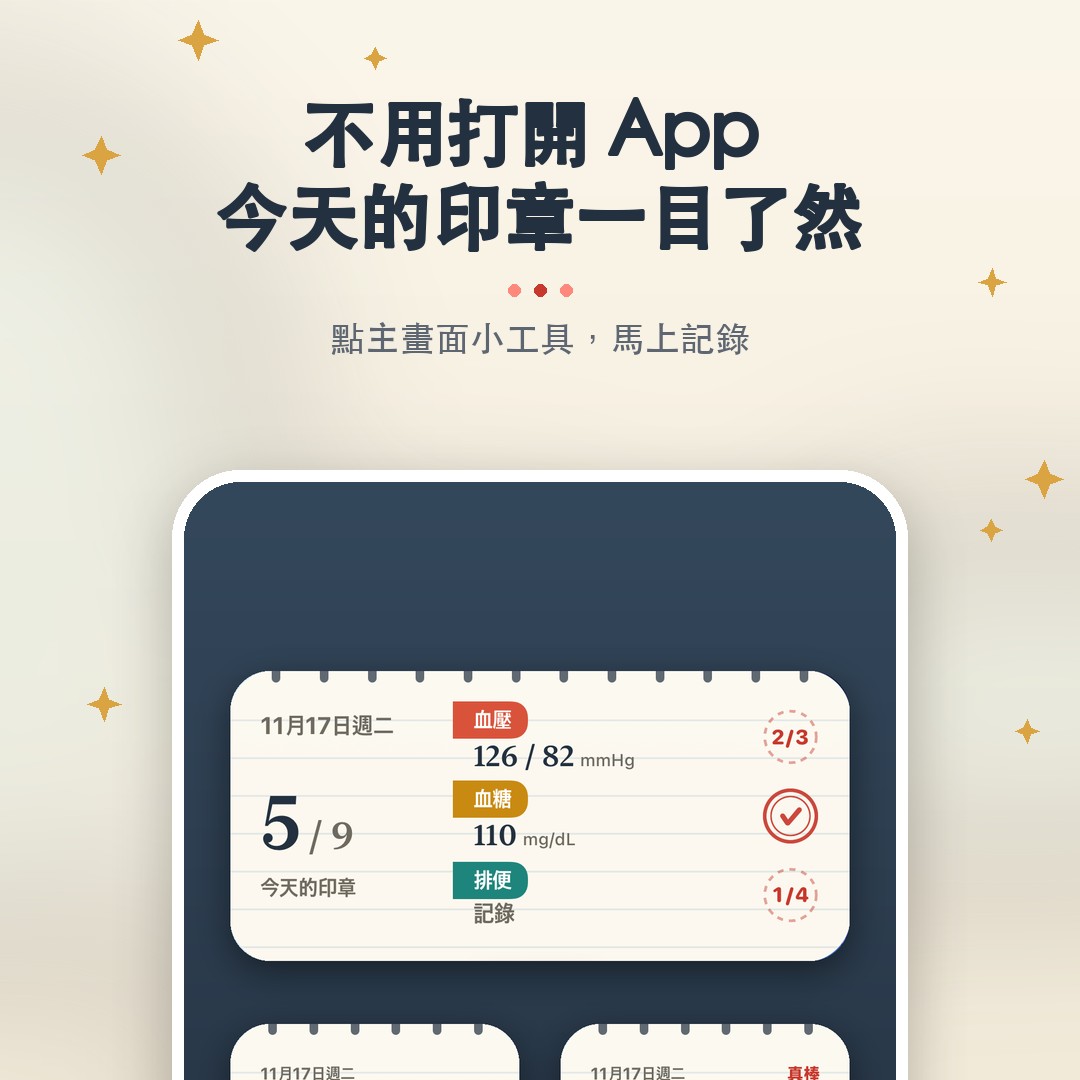 不用打開 App
今天的印章一目了然
點主畫面小工具，馬上記錄
11月17日週二
5 / 9
今天的印章
血壓
126 / 82 mmHg
2/3
血糖
110 mg/dL
排便
記錄
1/4
11月17日週二
11月17日週二
真棒